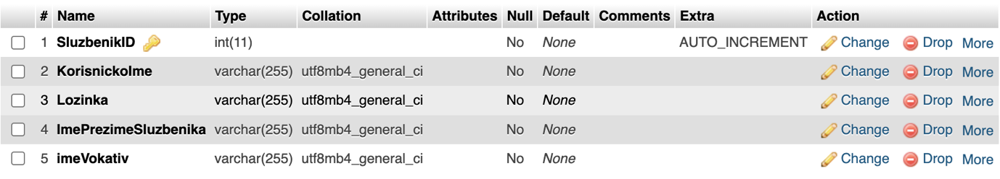 # Name Type Collation Attributes Null Default Comments Extra Action
1 SluzbenikID int(11) No None AUTO_INCREMENT Change Drop More
2 KorisnickoIme varchar(255) utf8mb4_general_ci No None Change Drop More
3 Lozinka varchar(255) utf8mb4_general_ci No None Change Drop More
4 ImePrezimeSluzbenika varchar(255) utf8mb4_general_ci No None Change Drop More
5 imeVokativ varchar(255) utf8mb4_general_ci No None Change Drop More